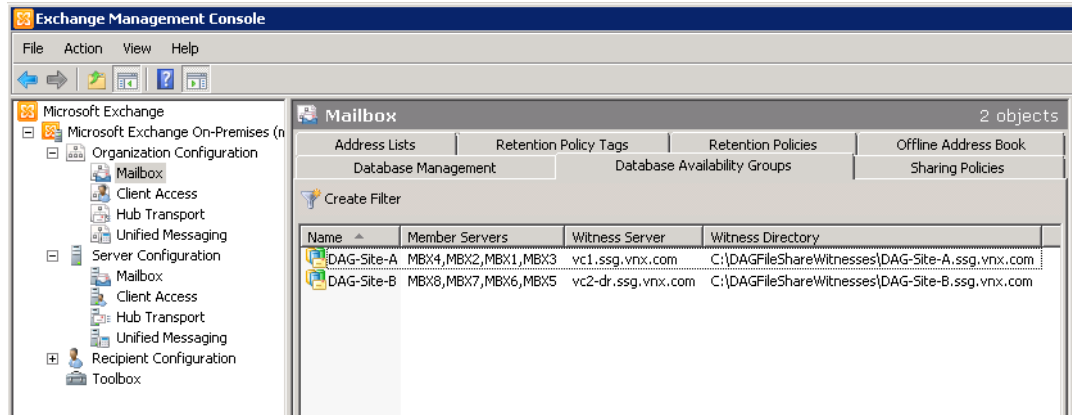 Exchange Management Console
File Action View Help
Microsoft Exchange
Microsoft Exchange On-Premises (n
Organization Configuration
Mailbox
Client Access
Hub Transport
Unified Messaging
Server Configuration
Mailbox
Client Access
Hub Transport
Unified Messaging
Recipient Configuration
Toolbox
Mailbox 2 objects
Address Lists Retention Policy Tags Retention Policies Offline Address Book
Database Management Database Availability Groups Sharing Policies
Create Filter
Name Member Servers Witness Server Witness Directory
DAG-Site-A MBX4,MBX2,MBX1,MBX3 vc1.ssg.vnx.com C:\DAGFileShareWitnesses\DAG-Site-A.ssg.vnx.com
DAG-Site-B MBX8,MBX7,MBX6,MBX5 vc2-dr.ssg.vnx.com C:\DAGFileShareWitnesses\DAG-Site-B.ssg.vnx.com